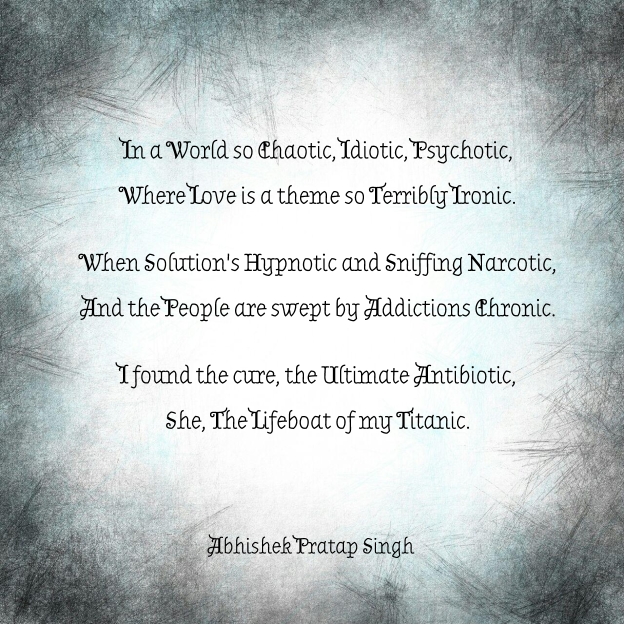 In a World so Chaotic, Idiotic, Psychotic,
Where Love is a theme so Terribly Ironic.
When Solution's Hypnotic and Sniffing Narcotic,
And the People are swept by Addictions Chronic.
I found the cure, the Ultimate Antibiotic,
She, The Lifeboat of my Titanic.
Abhishek Pratap Singh